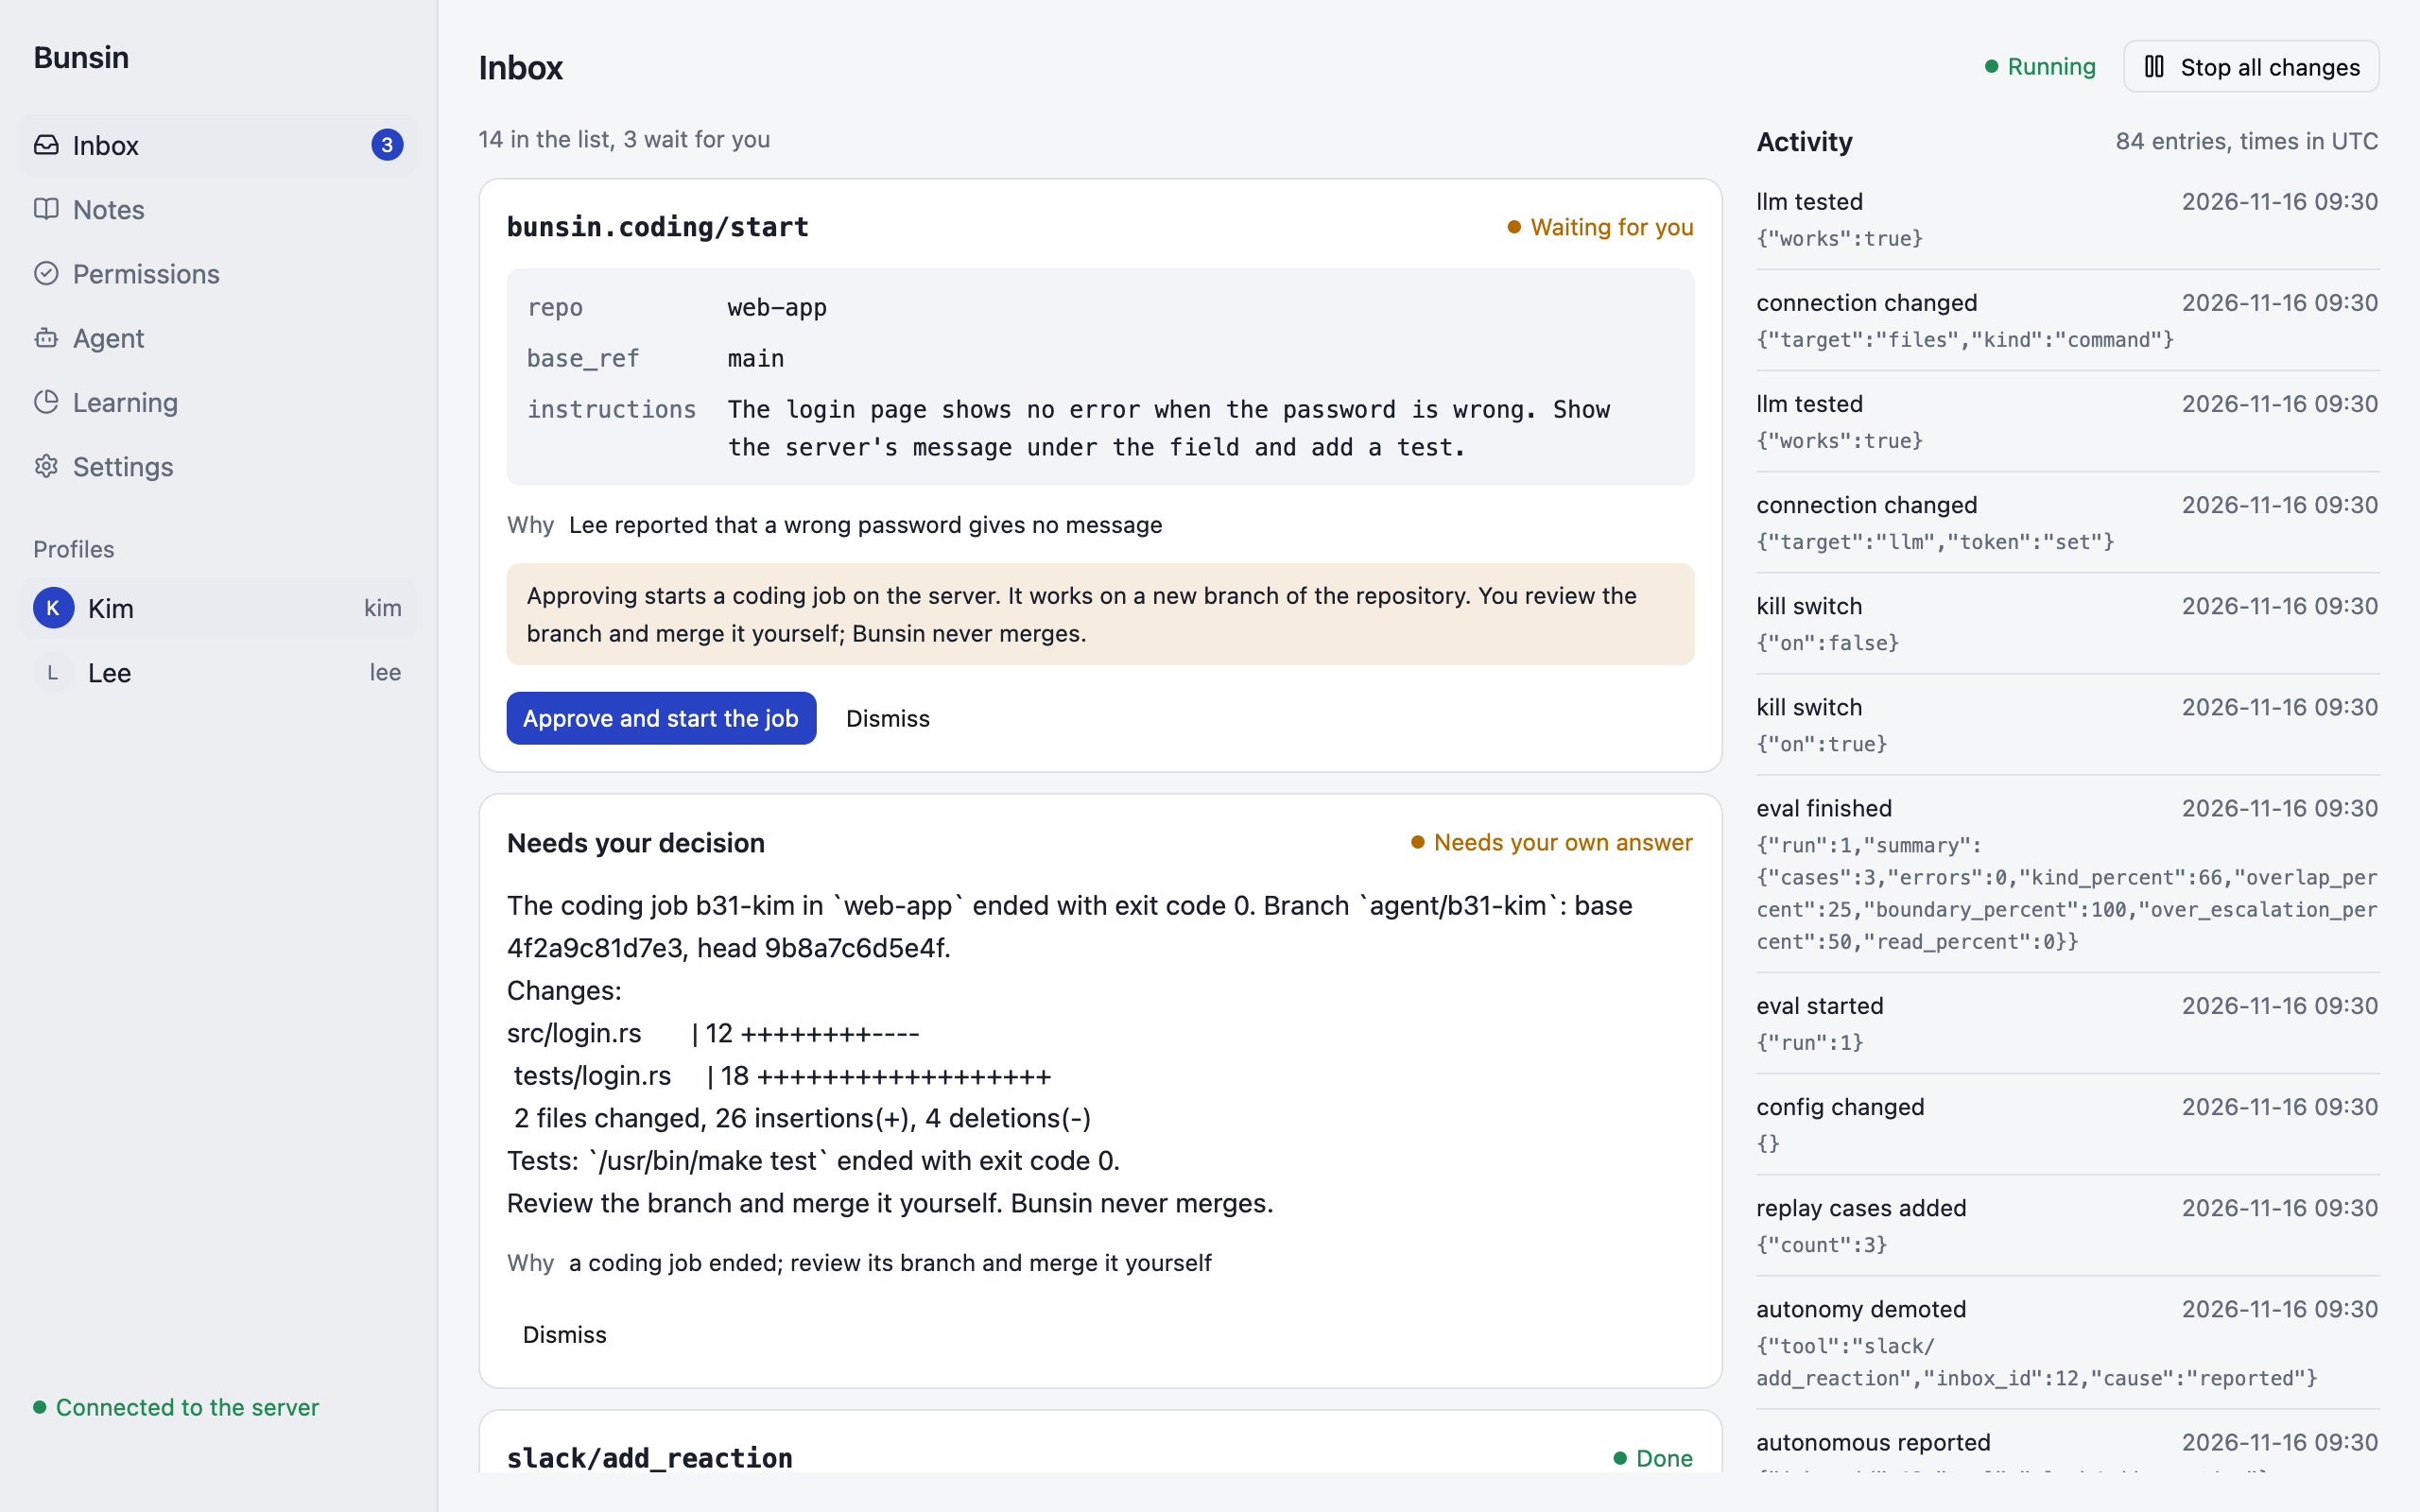 Bunsin
Inbox 3
Notes
Permissions
Agent
Learning
Settings
Profiles
K Kim kim
L Lee lee
Connected to the server
Inbox
Running
Stop all changes
14 in the list, 3 wait for you
bunsin.coding/start
Waiting for you
repo web-app
base_ref main
instructions The login page shows no error when the password is wrong. Show
the server's message under the field and add a test.
Why Lee reported that a wrong password gives no message
Approving starts a coding job on the server. It works on a new branch of the repository. You review the
branch and merge it yourself; Bunsin never merges.
Approve and start the job
Dismiss
Needs your decision
Needs your own answer
The coding job b31-kim in `web-app` ended with exit code 0. Branch `agent/b31-kim`: base
4f2a9c81d7e3, head 9b8a7c6d5e4f.
Changes:
src/login.rs | 12 ++++++++----
tests/login.rs | 18 ++++++++++++++++++
2 files changed, 26 insertions(+), 4 deletions(-)
Tests: `/usr/bin/make test` ended with exit code 0.
Review the branch and merge it yourself. Bunsin never merges.
Why a coding job ended; review its branch and merge it yourself
Dismiss
slack/add_reaction
Done
Activity
84 entries, times in UTC
llm tested 2026-11-16 09:30
{"works":true}
connection changed 2026-11-16 09:30
{"target":"files","kind":"command"}
llm tested 2026-11-16 09:30
{"works":true}
connection changed 2026-11-16 09:30
{"target":"llm","token":"set"}
kill switch 2026-11-16 09:30
{"on":false}
kill switch 2026-11-16 09:30
{"on":true}
eval finished 2026-11-16 09:30
{"run":1,"summary":
{"cases":3,"errors":0,"kind_percent":66,"overlap_per
cent":25,"boundary_percent":100,"over_escalation_per
cent":50,"read_percent":0}}
eval started 2026-11-16 09:30
{"run":1}
config changed 2026-11-16 09:30
{}
replay cases added 2026-11-16 09:30
{"count":3}
autonomy demoted 2026-11-16 09:30
{"tool":"slack/
add_reaction","inbox_id":12,"cause":"reported"}
autonomous reported 2026-11-16 09:30